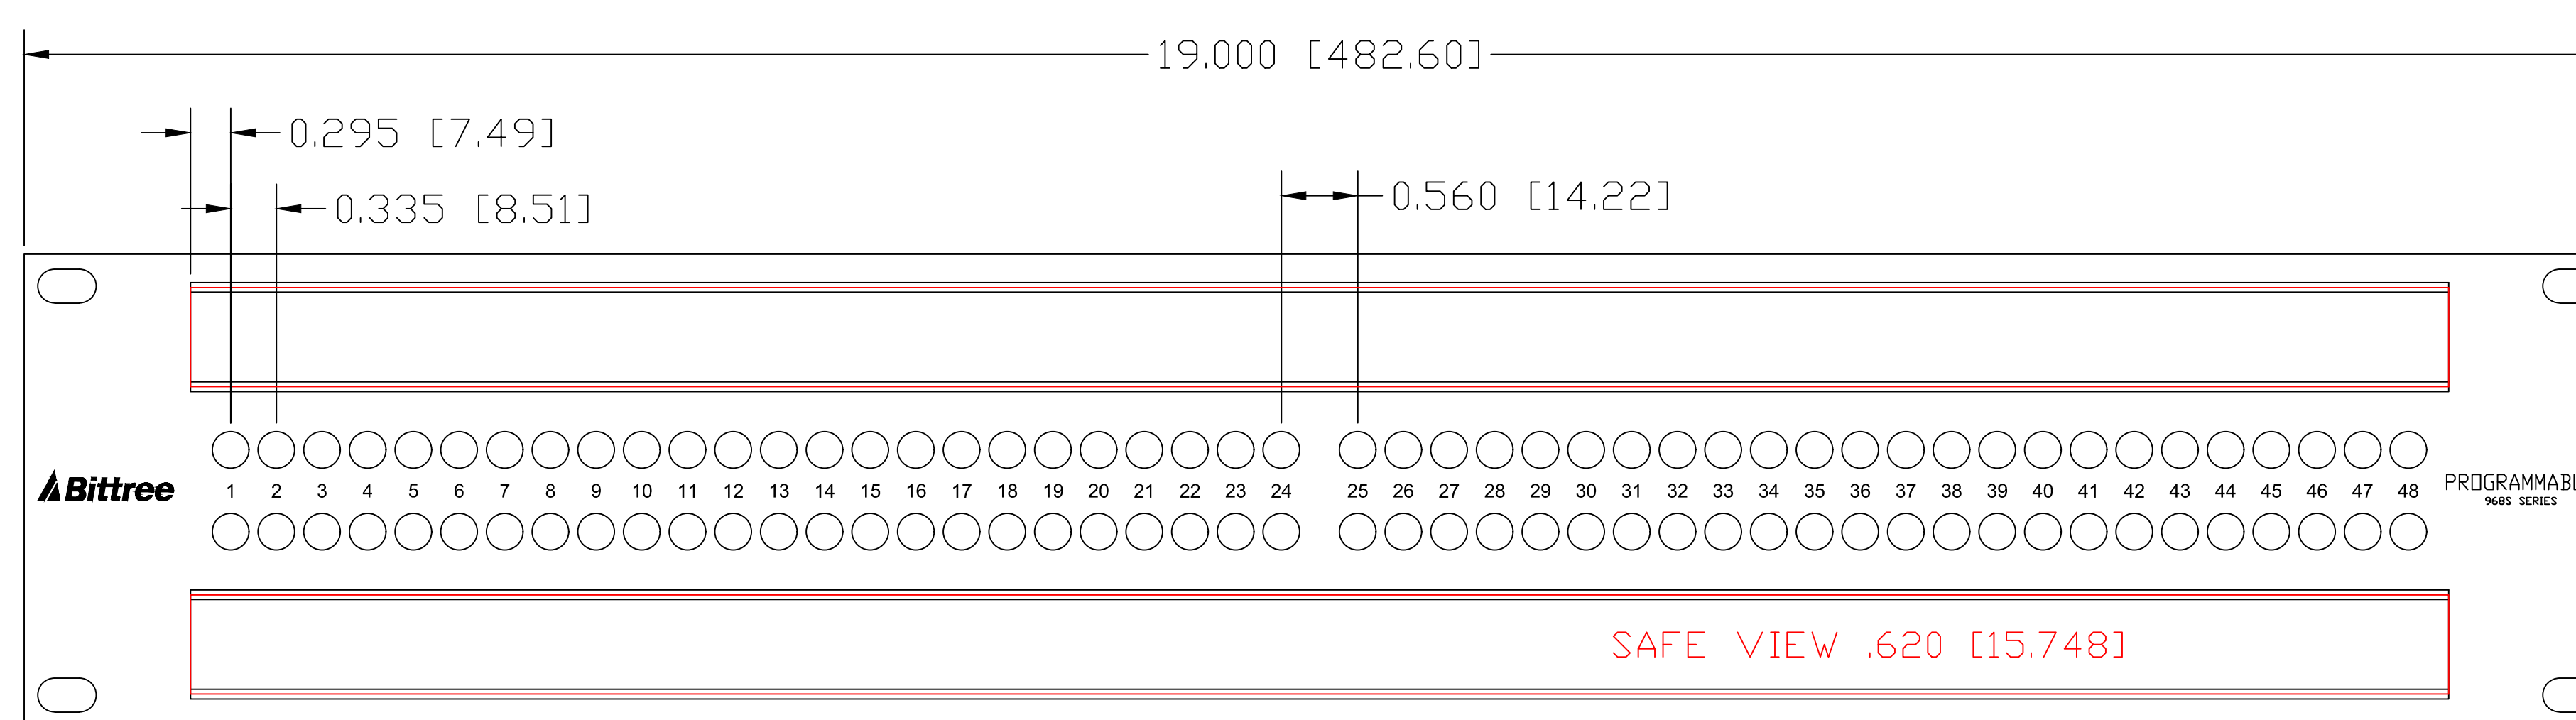 19.000 [482.60]
0.295 [7.49]
0.560 [14.22]
0.335 [8.51]
Bittree
1 2 3 4 5 6 7 8 9 10 11 12 13 14 15 16 17 18 19 20 21 22 23 24 25 26 27 28 29 30 31 32 33 34 35 36 37 38 39 40 41 42 43 44 45 46 47 48
968S SERIES
SAFE VIEW .620 [15.748]